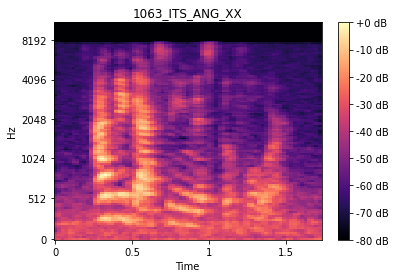 1063_ITS_ANG_XX
8192
4096
2048
1024
512
0
Hz
0
0.5
1
1.5
Time
+0 dB
-10 dB
-20 dB
-30 dB
-40 dB
-50 dB
-60 dB
-70 dB
-80 dB